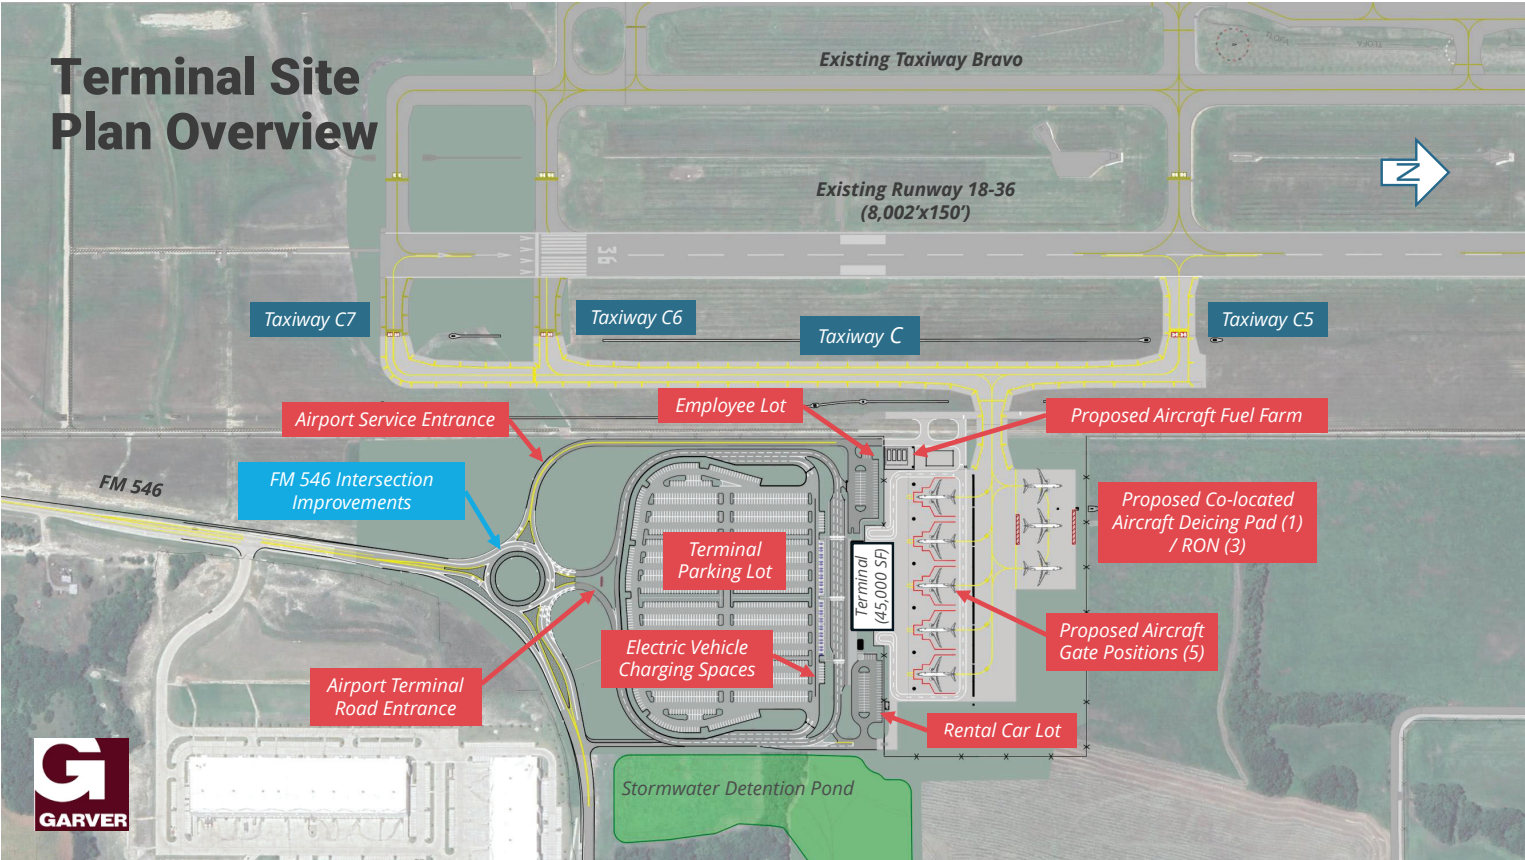 Terminal Site
Plan Overview
Existing Taxiway Bravo
N
Existing Runway 18-36
(8,002'x150')
36
Taxiway C7
Taxiway C6
Taxiway C
Taxiway C5
Employee Lot
Airport Service Entrance
Proposed Aircraft Fuel Farm
FM 546
FM 546 Intersection
Improvements
Proposed Co-located
Aircraft Deicing Pad (1)
/ RON (3)
Terminal
Parking Lot
Terminal
(45,000 SF)
Electric Vehicle
Charging Spaces
Proposed Aircraft
Gate Positions (5)
Airport Terminal
Road Entrance
Rental Car Lot
Stormwater Detention Pond
G
GARVER